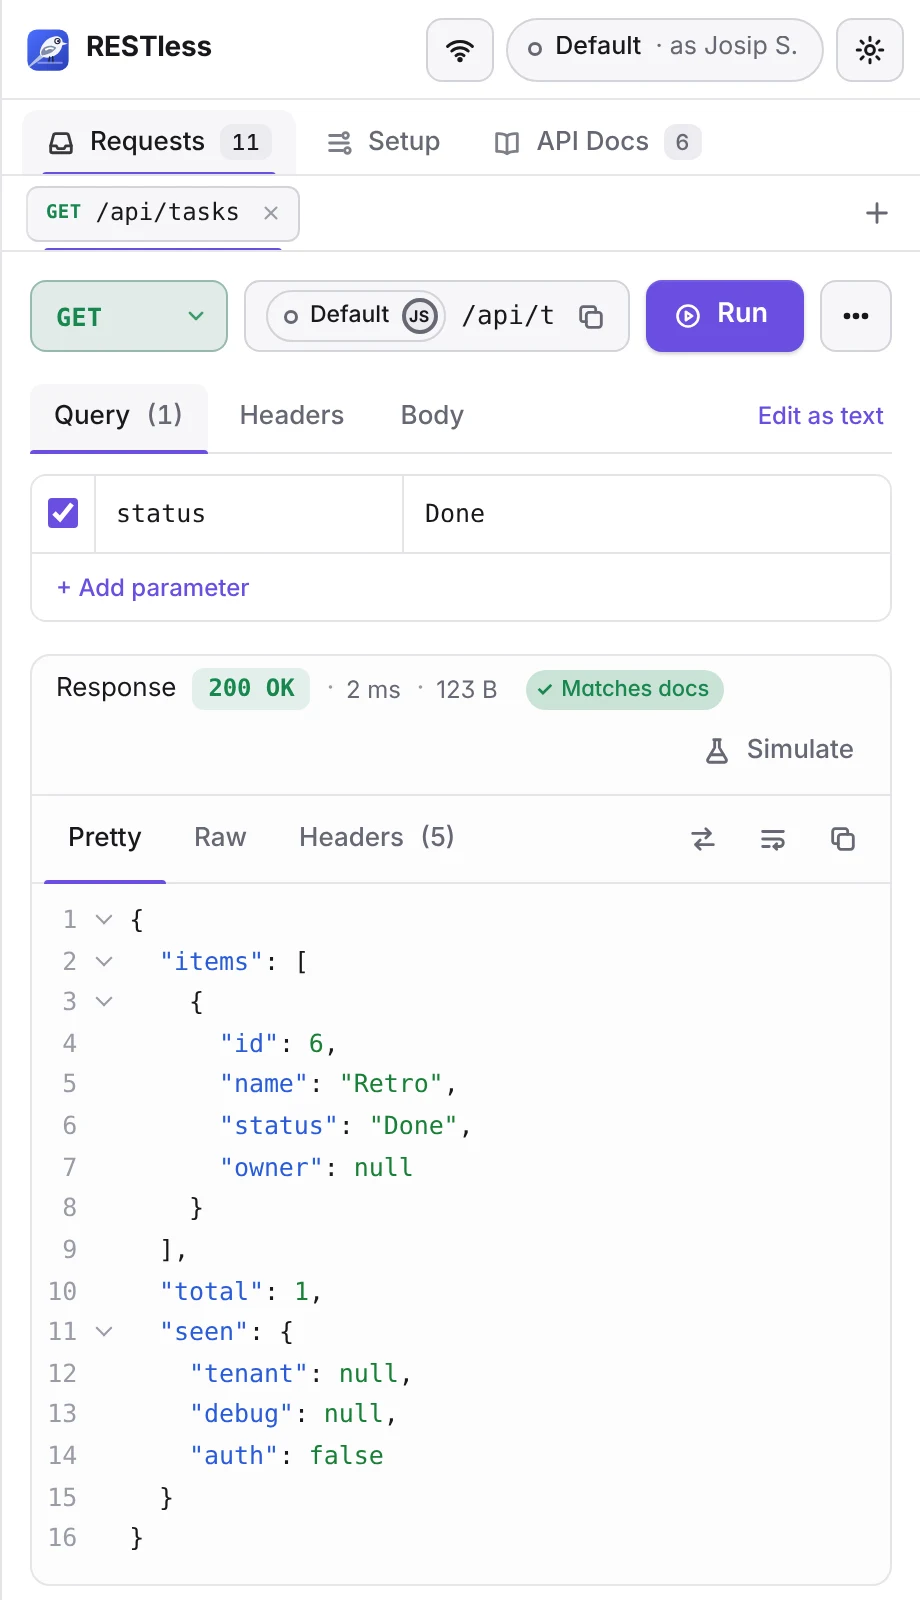 RESTless
Default · as Josip S.
Requests 11
Setup
API Docs 6
GET /api/tasks
GET
Default JS /api/t
Run
Query (1)
Headers
Body
Edit as text
status
Done
+ Add parameter
Response 200 OK · 2 ms · 123 B Matches docs
Simulate
Pretty
Raw
Headers (5)
1 {
2 "items": [
3 {
4 "id": 6,
5 "name": "Retro",
6 "status": "Done",
7 "owner": null
8 }
9 ],
10 "total": 1,
11 "seen": {
12 "tenant": null,
13 "debug": null,
14 "auth": false
15 }
16 }